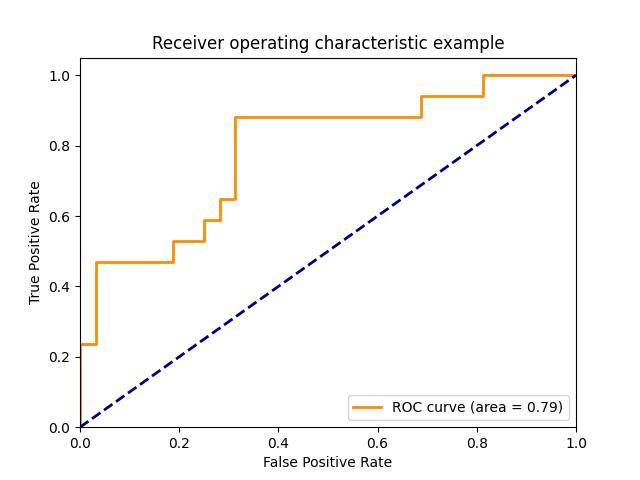 Receiver operating characteristic example
1.0
0.8
0.6
0.4
0.2
0.0
True Positive Rate
ROC curve (area = 0.79)
0.0 0.2 0.4 0.6 0.8 1.0
False Positive Rate